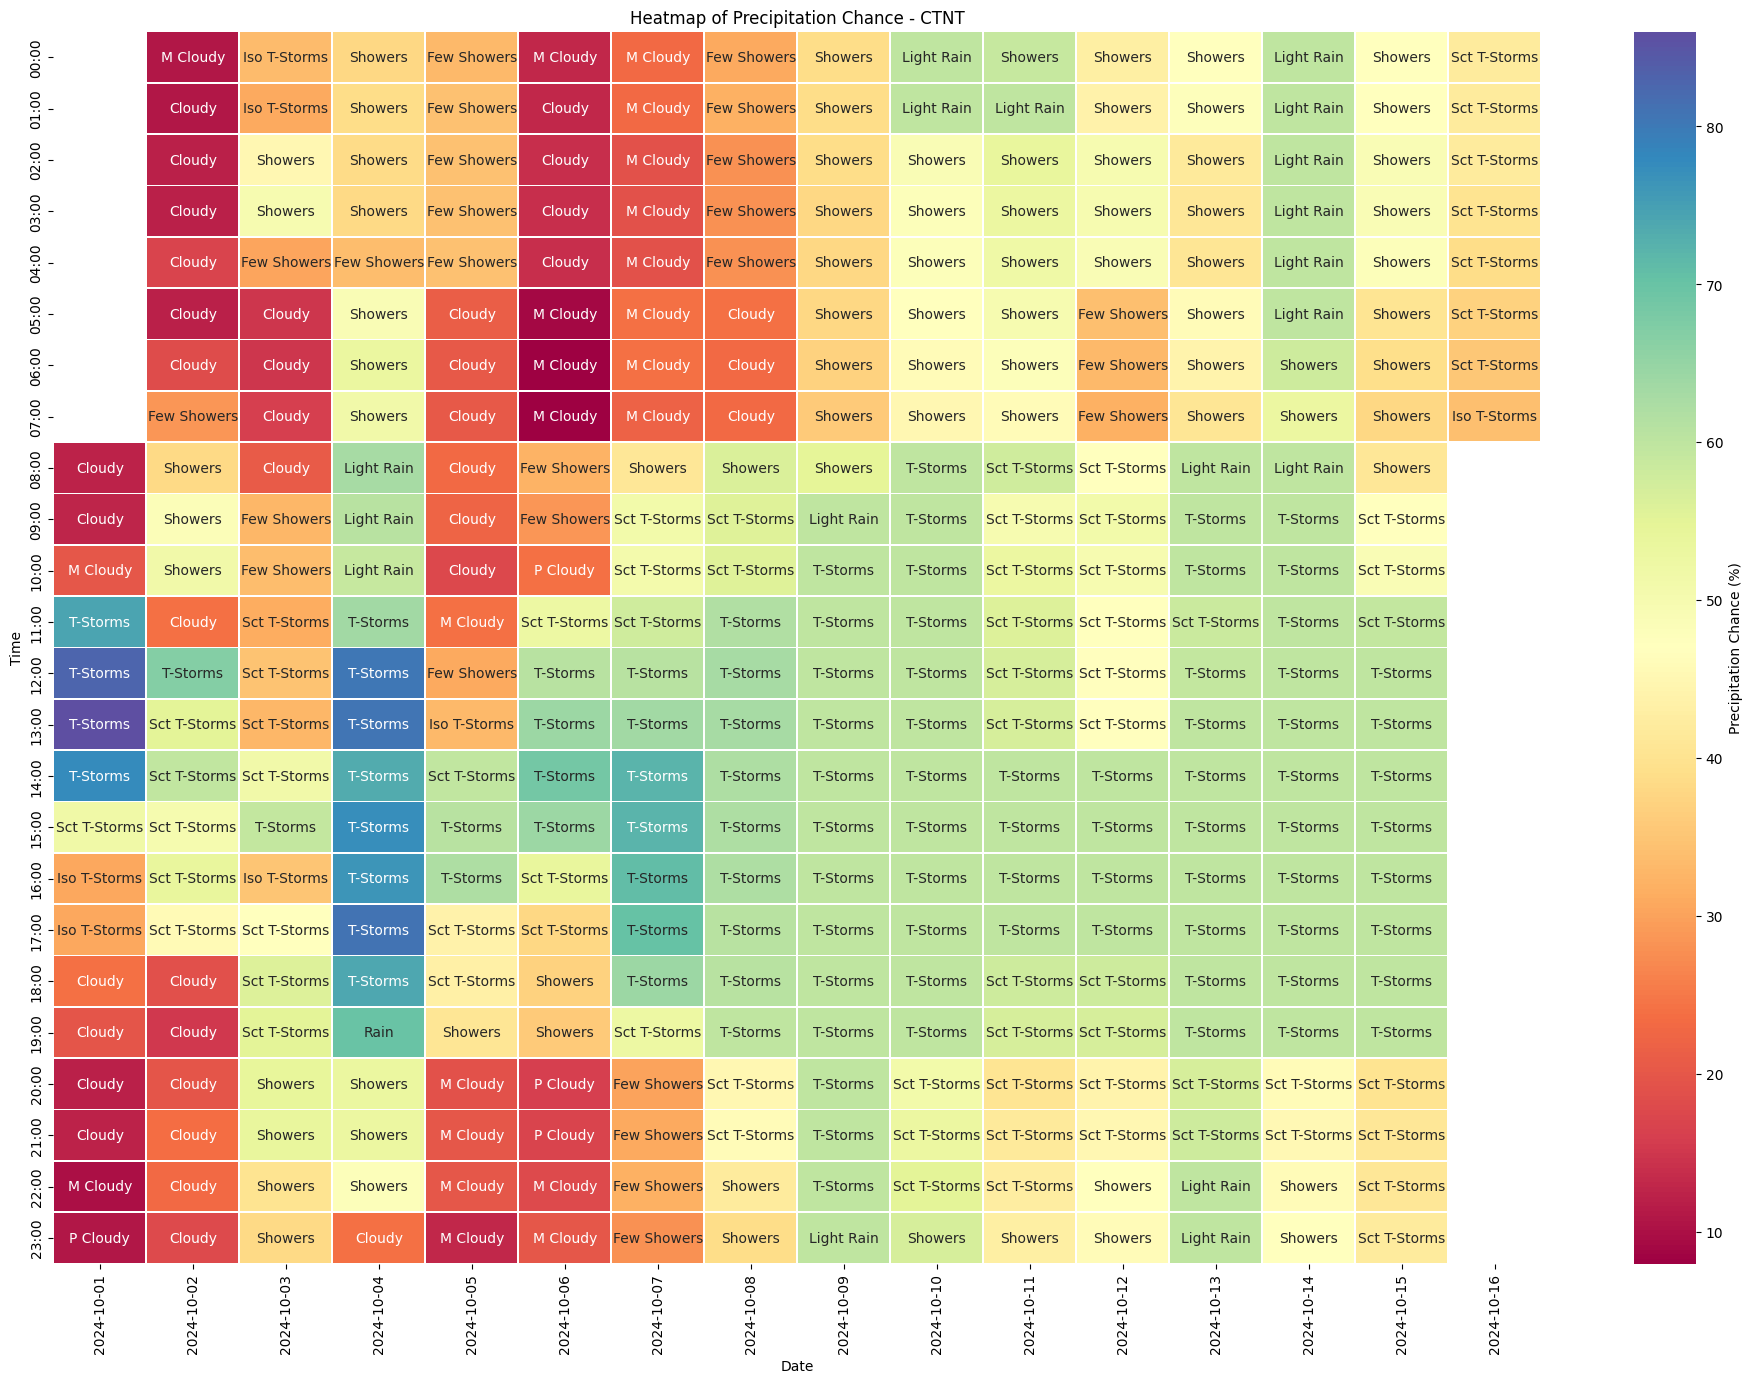 Heatmap of Precipitation Chance - CTNT
00:00 M Cloudy Iso T-Storms Showers Few Showers M Cloudy M Cloudy Few Showers Showers Light Rain Showers Showers Showers Light Rain Showers Sct T-Storms
01:00 Cloudy Iso T-Storms Showers Few Showers Cloudy M Cloudy Few Showers Showers Light Rain Light Rain Showers Showers Light Rain Showers Sct T-Storms
02:00 Cloudy Showers Showers Few Showers Cloudy M Cloudy Few Showers Showers Showers Showers Showers Showers Light Rain Showers Sct T-Storms
03:00 Cloudy Showers Showers Few Showers Cloudy M Cloudy Few Showers Showers Showers Showers Showers Showers Light Rain Showers Sct T-Storms
04:00 Cloudy Few Showers Few Showers Few Showers Cloudy M Cloudy Few Showers Showers Showers Showers Showers Showers Light Rain Showers Sct T-Storms
05:00 Cloudy Cloudy Showers Cloudy M Cloudy M Cloudy Cloudy Showers Showers Showers Few Showers Showers Light Rain Showers Sct T-Storms
06:00 Cloudy Cloudy Showers Cloudy M Cloudy M Cloudy Cloudy Showers Showers Showers Few Showers Showers Showers Showers Sct T-Storms
07:00 Few Showers Cloudy Showers Cloudy M Cloudy M Cloudy Cloudy Showers Showers Showers Few Showers Showers Showers Showers Iso T-Storms
08:00 Cloudy Showers Cloudy Light Rain Cloudy Few Showers Showers Showers Showers T-Storms Sct T-Storms Sct T-Storms Light Rain Light Rain Showers
09:00 Cloudy Showers Few Showers Light Rain Cloudy Few Showers Sct T-Storms Sct T-Storms Light Rain T-Storms Sct T-Storms Sct T-Storms T-Storms T-Storms Sct T-Storms
10:00 M Cloudy Showers Few Showers Light Rain Cloudy P Cloudy Sct T-Storms Sct T-Storms T-Storms T-Storms Sct T-Storms Sct T-Storms T-Storms T-Storms Sct T-Storms
11:00 T-Storms Cloudy Sct T-Storms T-Storms M Cloudy Sct T-Storms Sct T-Storms T-Storms T-Storms T-Storms Sct T-Storms Sct T-Storms Sct T-Storms T-Storms Sct T-Storms
12:00 T-Storms T-Storms Sct T-Storms T-Storms Few Showers T-Storms T-Storms T-Storms T-Storms T-Storms Sct T-Storms Sct T-Storms T-Storms T-Storms T-Storms
13:00 T-Storms Sct T-Storms Sct T-Storms T-Storms Iso T-Storms T-Storms T-Storms T-Storms T-Storms T-Storms Sct T-Storms Sct T-Storms T-Storms T-Storms T-Storms
14:00 T-Storms Sct T-Storms Sct T-Storms T-Storms Sct T-Storms T-Storms T-Storms T-Storms T-Storms T-Storms T-Storms T-Storms T-Storms T-Storms T-Storms
15:00 Sct T-Storms Sct T-Storms T-Storms T-Storms T-Storms T-Storms T-Storms T-Storms T-Storms T-Storms T-Storms T-Storms T-Storms T-Storms T-Storms
16:00 Iso T-Storms Sct T-Storms Iso T-Storms T-Storms T-Storms Sct T-Storms T-Storms T-Storms T-Storms T-Storms T-Storms T-Storms T-Storms T-Storms T-Storms
17:00 Iso T-Storms Sct T-Storms Sct T-Storms T-Storms Sct T-Storms Sct T-Storms T-Storms T-Storms T-Storms T-Storms T-Storms T-Storms T-Storms T-Storms T-Storms
18:00 Cloudy Cloudy Sct T-Storms T-Storms Sct T-Storms Showers T-Storms T-Storms T-Storms T-Storms Sct T-Storms Sct T-Storms T-Storms T-Storms T-Storms
19:00 Cloudy Cloudy Sct T-Storms Rain Showers Showers Sct T-Storms T-Storms T-Storms T-Storms Sct T-Storms Sct T-Storms T-Storms T-Storms T-Storms
20:00 Cloudy Cloudy Showers Showers M Cloudy P Cloudy Few Showers Sct T-Storms T-Storms Sct T-Storms Sct T-Storms Sct T-Storms Sct T-Storms Sct T-Storms Sct T-Storms
21:00 Cloudy Cloudy Showers Showers M Cloudy P Cloudy Few Showers Sct T-Storms T-Storms Sct T-Storms Sct T-Storms Sct T-Storms Sct T-Storms Sct T-Storms Sct T-Storms
22:00 M Cloudy Cloudy Showers Showers M Cloudy M Cloudy Few Showers Showers T-Storms Sct T-Storms Sct T-Storms Showers Light Rain Showers Sct T-Storms
23:00 P Cloudy Cloudy Showers Cloudy M Cloudy M Cloudy Few Showers Showers Light Rain Showers Showers Showers Light Rain Showers Sct T-Storms
Time
2024-10-01 2024-10-02 2024-10-03 2024-10-04 2024-10-05 2024-10-06 2024-10-07 2024-10-08 2024-10-09 2024-10-10 2024-10-11 2024-10-12 2024-10-13 2024-10-14 2024-10-15 2024-10-16
Date
80
70
60
50
40
30
20
10
Precipitation Chance (%)